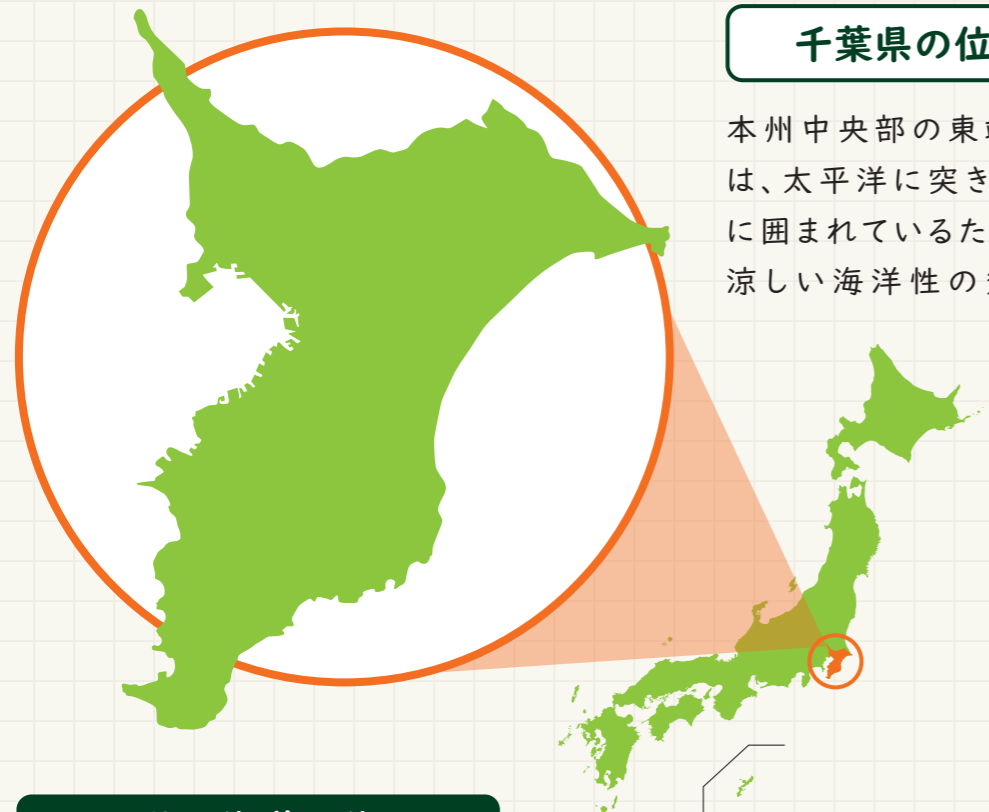 千葉県の位
本州中央部の東
は、太平洋に突き
に囲まれているた
涼しい海洋性の